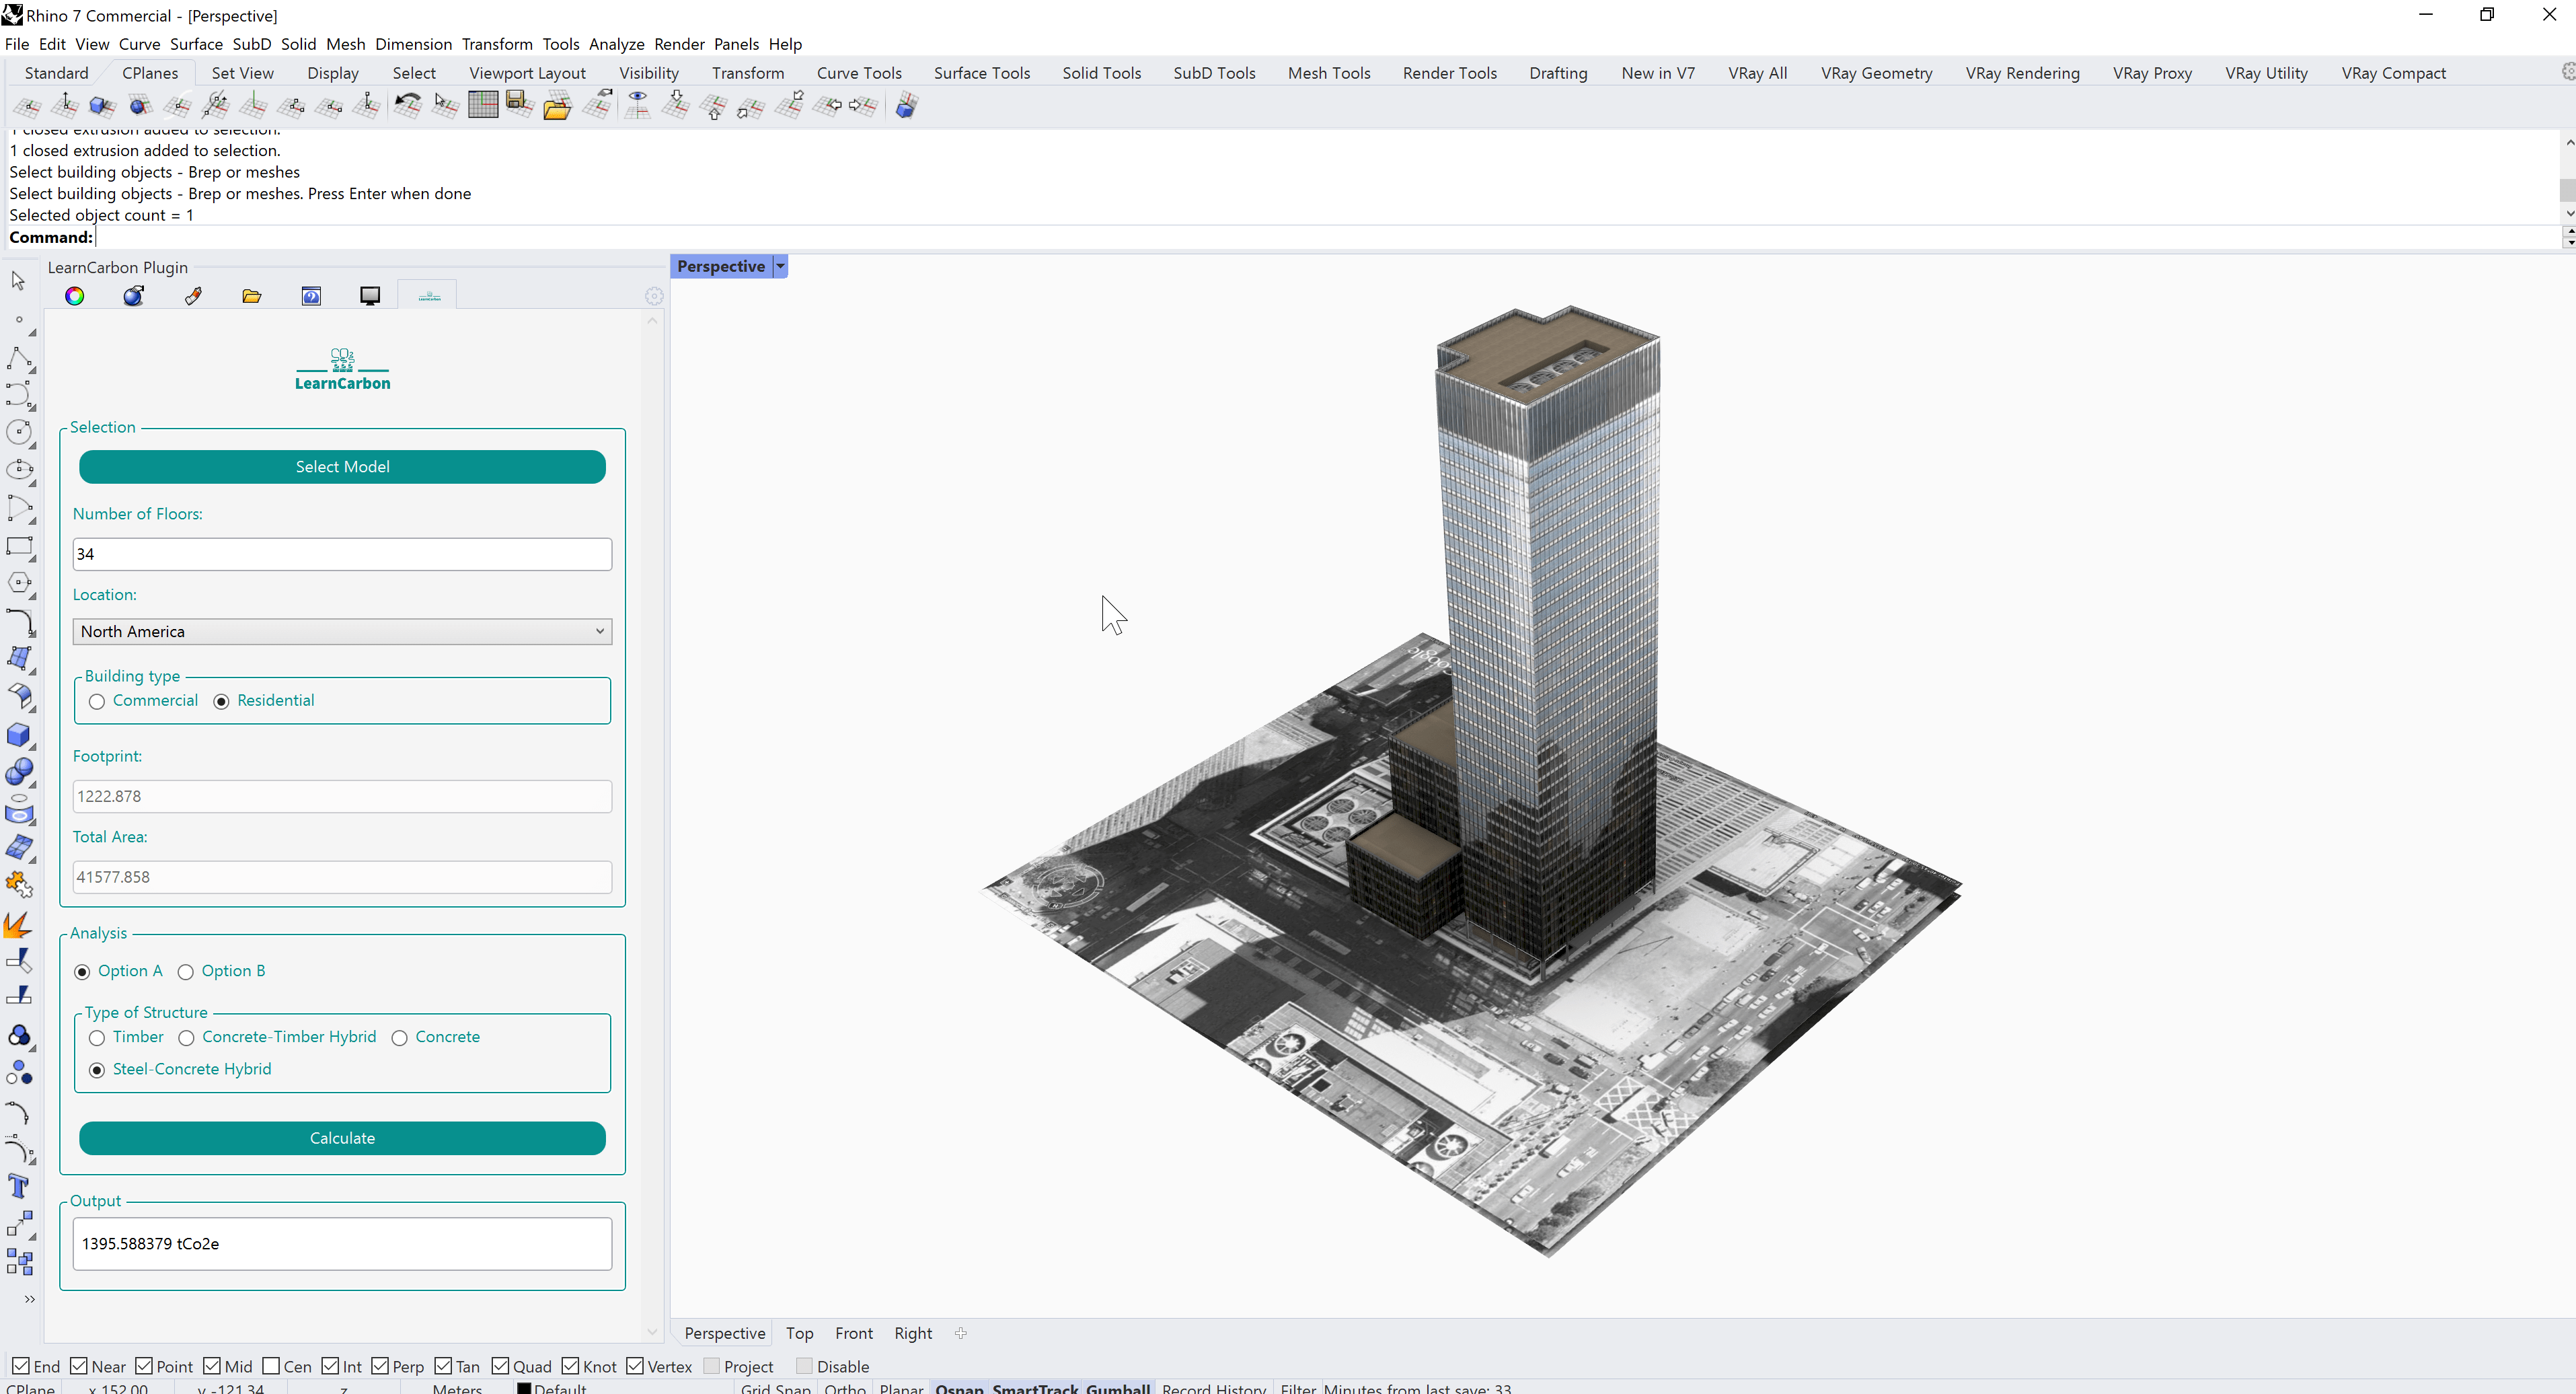 Rhino 7 Commercial - [Perspective]
File Edit View Curve Surface SubD Solid Mesh Dimension Transform Tools Analyze Render Panels Help
Standard CPlanes Set View Display Select Viewport Layout Visibility Transform Curve Tools Surface Tools Solid Tools SubD Tools Mesh Tools Render Tools Drafting New in V7 VRay All VRay Geometry VRay Rendering VRay Proxy VRay Utility VRay Compact
1 closed extrusion added to selection.
1 closed extrusion added to selection.
Select building objects - Brep or meshes
Select building objects - Brep or meshes. Press Enter when done
Selected object count = 1
Command:
LearnCarbon Plugin
Perspective
CO2
LearnCarbon
Selection
Select Model
Number of Floors:
34
Location:
North America
Building type
Commercial Residential
Footprint:
1222.878
Total Area:
41577.858
Analysis
Option A Option B
Type of Structure
Timber Concrete-Timber Hybrid Concrete
Steel-Concrete Hybrid
Calculate
Output
1395.588379 tCo2e
Google
Perspective Top Front Right
End Near Point Mid Cen Int Perp Tan Quad Knot Vertex Project Disable
CPlane x 152.00 y -121.34 z Meters Default Grid Snap Ortho Planar Osnap SmartTrack Gumball Record History Filter Minutes from last save: 33